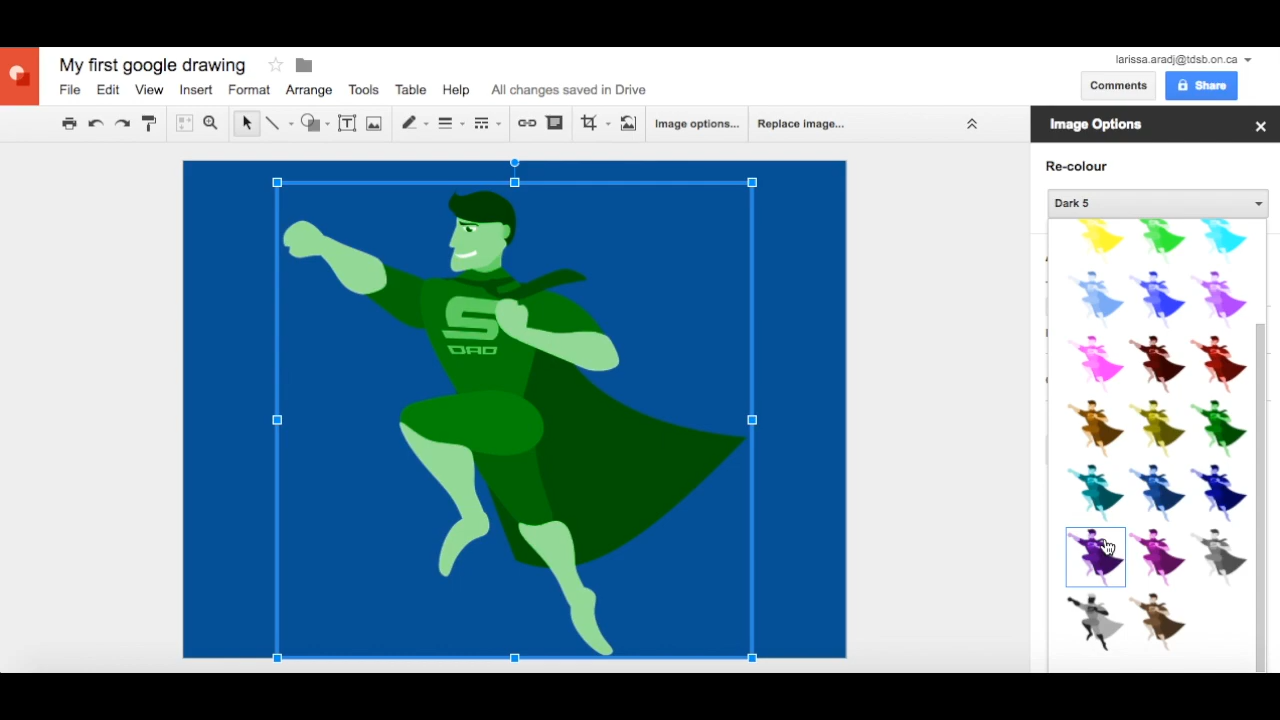 My first google drawing
larissa.aradj@tdsb.on.ca
File Edit View Insert Format Arrange Tools Table Help All changes saved in Drive
Comments Share
Image options... Replace image...
Image Options
Re-colour
Dark 5
S
DAD